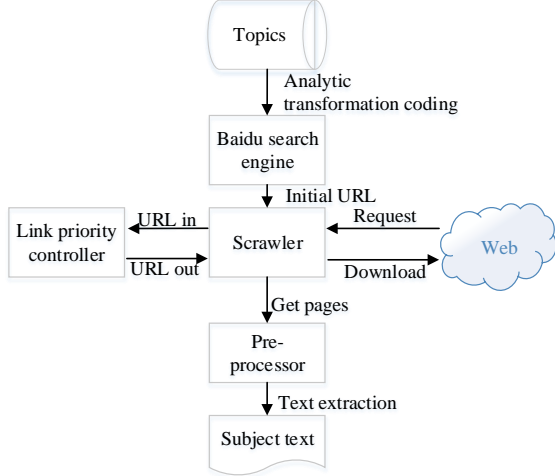 Topics
Analytic
transformation coding
Baidu search
engine
Initial URL
URL in
Request
Link priority
controller
Scrawler
Web
URL out
Download
Get pages
Pre-
processor
Text extraction
Subject text